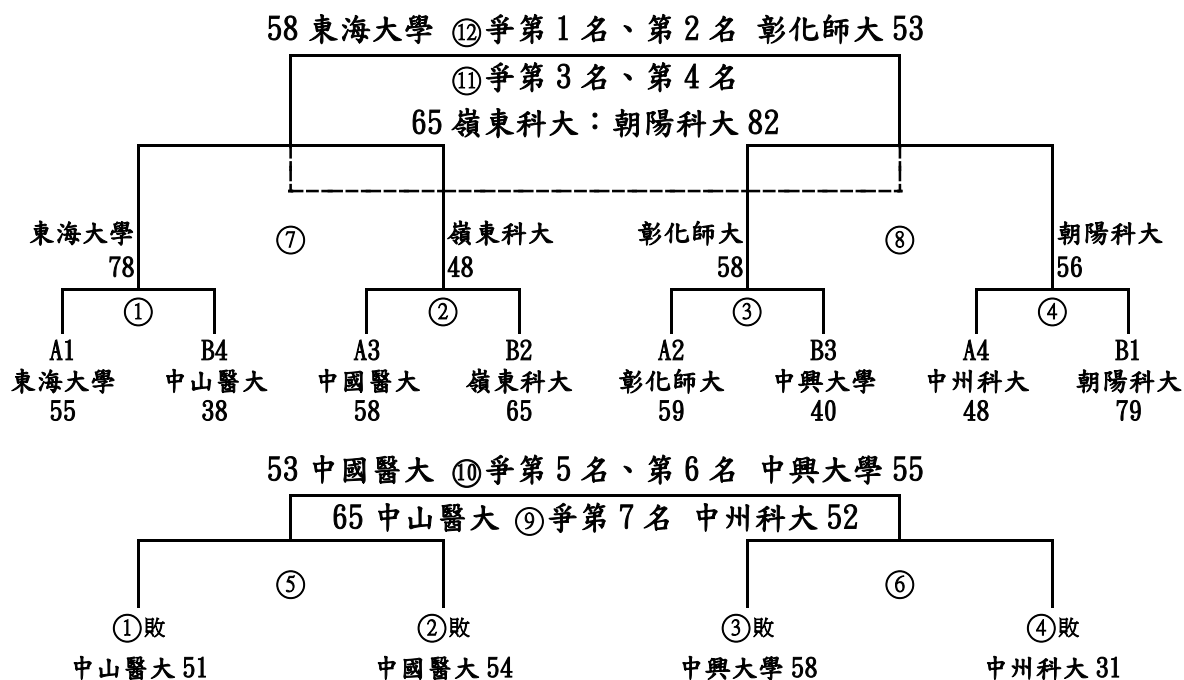 58 東海大學 ⑫爭第 1 名、第 2 名 彰化師大 53
⑪爭第 3 名、第 4 名
65 嶺東科大：朝陽科大 82
東海大學 ⑦ 嶺東科大 彰化師大 ⑧ 朝陽科大
78 48 58 56
① ② ③ ④
A1 B4 A3 B2 A2 B3 A4 B1
東海大學 中山醫大 中國醫大 嶺東科大 彰化師大 中興大學 中州科大 朝陽科大
55 38 58 65 59 40 48 79
53 中國醫大 ⑩爭第 5 名、第 6 名 中興大學 55
65 中山醫大 ⑨爭第 7 名 中州科大 52
⑤ ⑥
①敗 ②敗 ③敗 ④敗
中山醫大 51 中國醫大 54 中興大學 58 中州科大 31